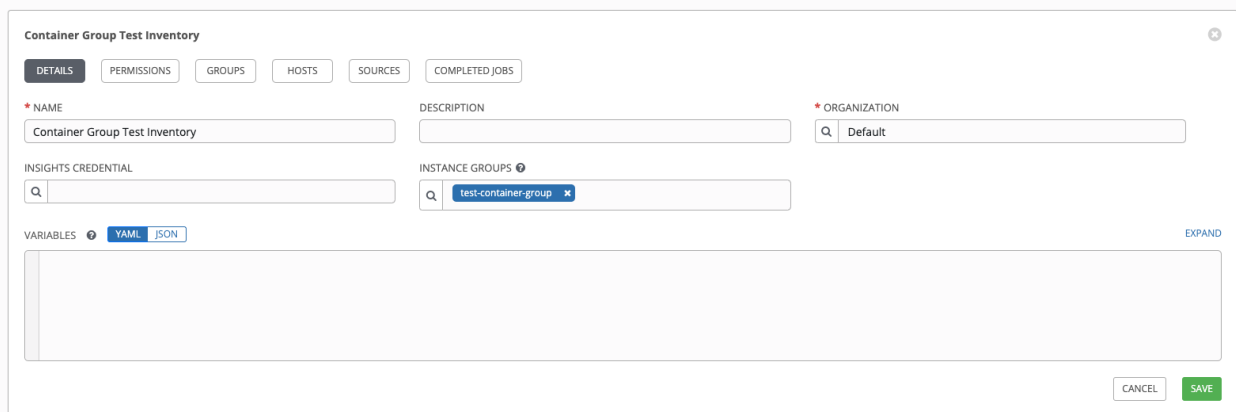 Container Group Test Inventory
DETAILS PERMISSIONS GROUPS HOSTS SOURCES COMPLETED JOBS
* NAME DESCRIPTION * ORGANIZATION
Container Group Test Inventory Default
INSIGHTS CREDENTIAL INSTANCE GROUPS ?
test-container-group x
VARIABLES ? YAML JSON EXPAND
CANCEL SAVE